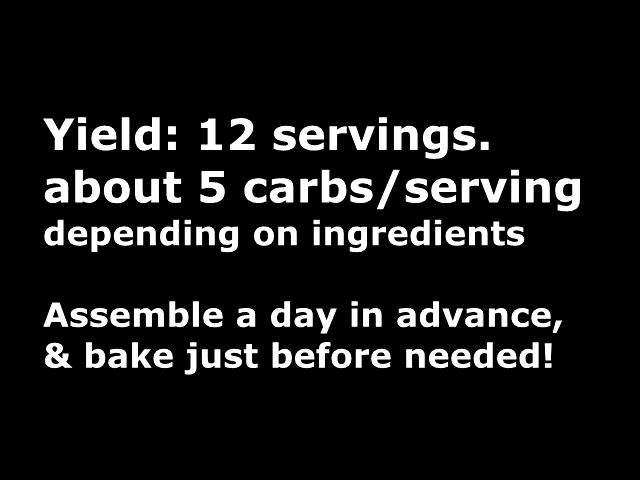 Yield: 12 servings.
about 5 carbs/serving
depending on ingredients
Assemble a day in advance,
& bake just before needed!